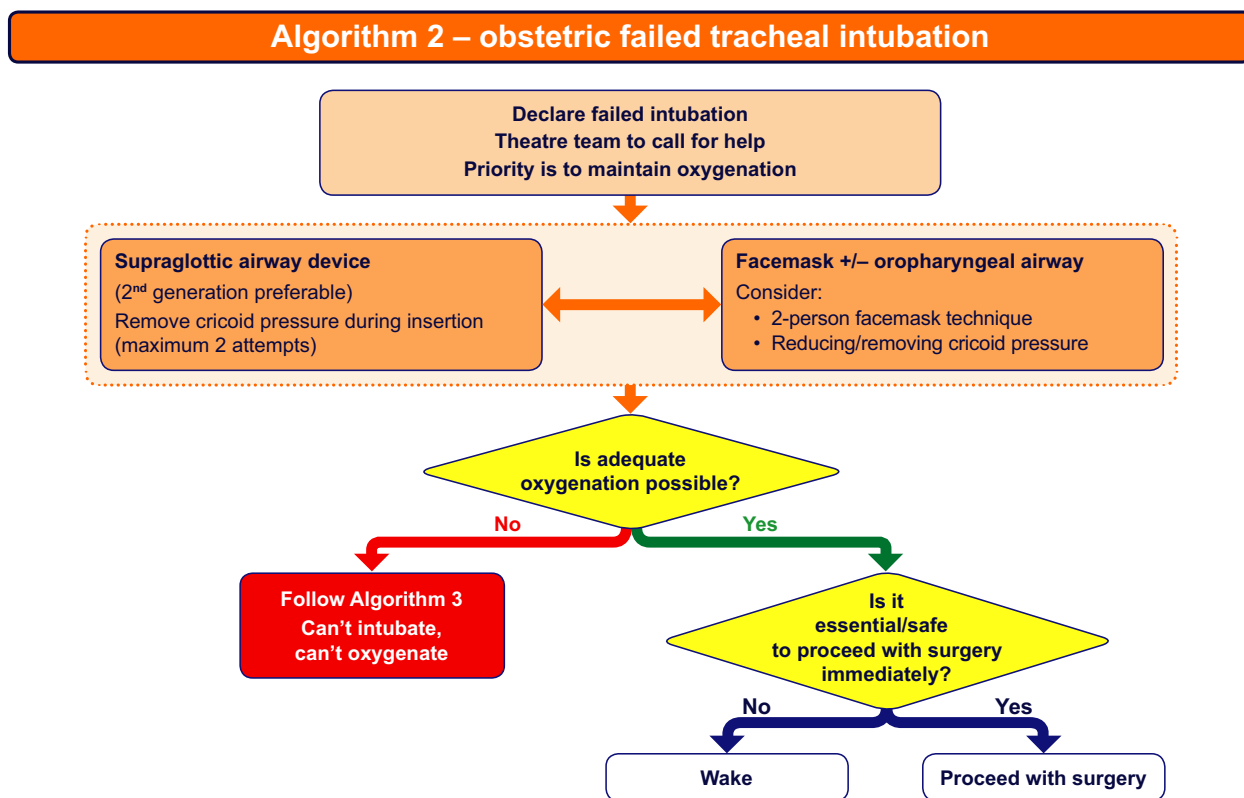 Algorithm 2 – obstetric failed tracheal intubation
Declare failed intubation
Theatre team to call for help
Priority is to maintain oxygenation
Supraglottic airway device
(2nd generation preferable)
Remove cricoid pressure during insertion
(maximum 2 attempts)
Facemask +/– oropharyngeal airway
Consider:
• 2-person facemask technique
• Reducing/removing cricoid pressure
Is adequate
oxygenation possible?
No
Yes
Follow Algorithm 3
Can’t intubate,
can’t oxygenate
Is it
essential/safe
to proceed with surgery
immediately?
No
Yes
Wake
Proceed with surgery